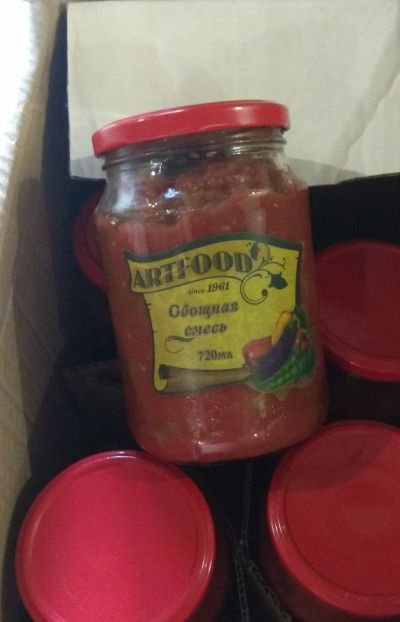 ARTFOOD
since 1961
Овощная
смесь
720мл